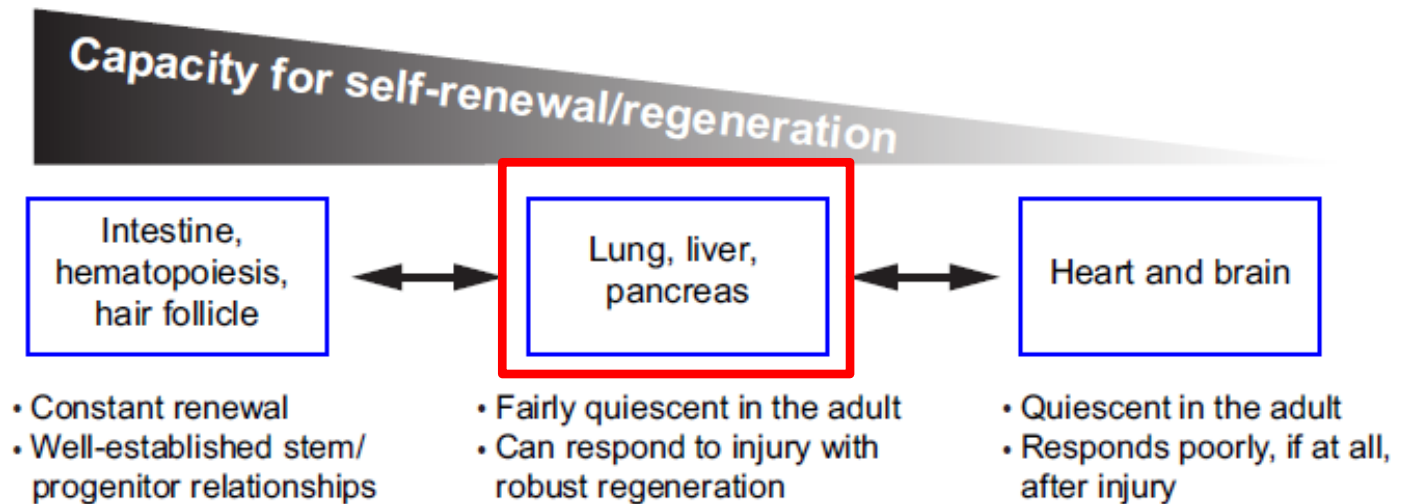 Capacity for self-renewal/regeneration
Intestine,
hematopoiesis,
hair follicle
Lung, liver,
pancreas
Heart and brain
• Constant renewal
• Well-established stem/
progenitor relationships
• Fairly quiescent in the adult
• Can respond to injury with
robust regeneration
• Quiescent in the adult
• Responds poorly, if at all,
after injury